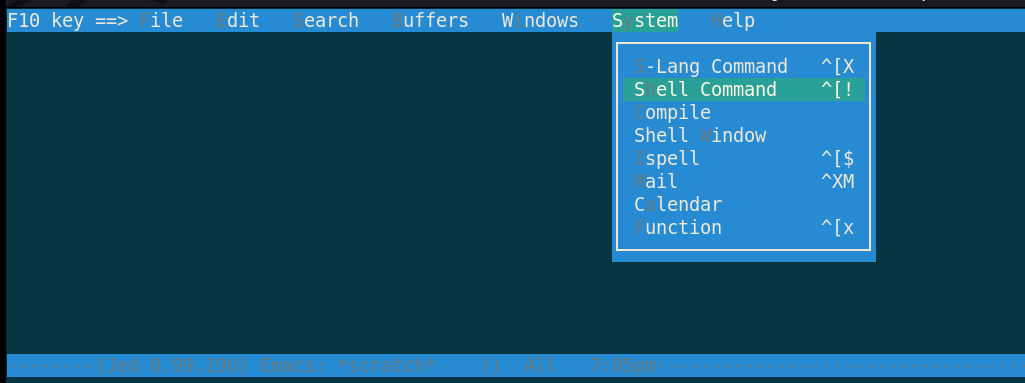 F10 key ==> File Edit Search Buffers Windows System Help
S-Lang Command ^[X
Shell Command ^[!
Compile
Shell Window
Ispell ^[$
Mail ^XM
Calendar
Function ^[x
--------(Jed 0.99.20U) Emacs: *scratch* () All 7:05pm--------------------------------